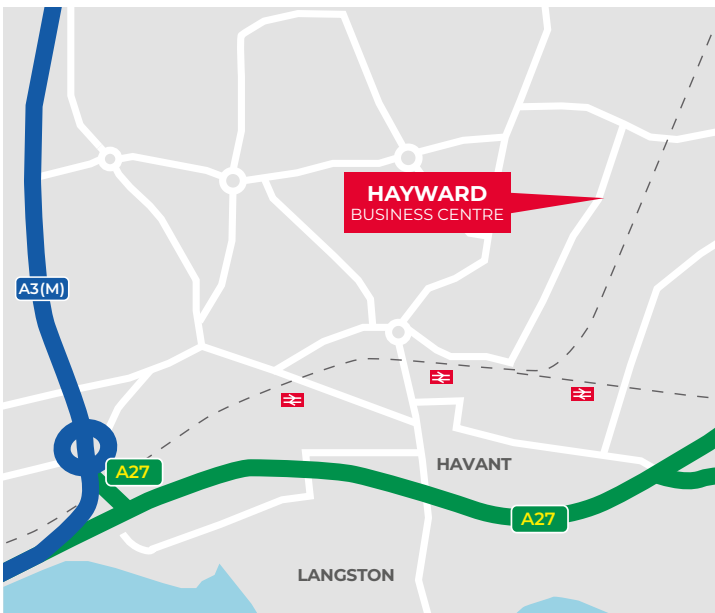 HAYWARD
BUSINESS CENTRE
A3(M)
HAVANT
A27
A27
LANGSTON